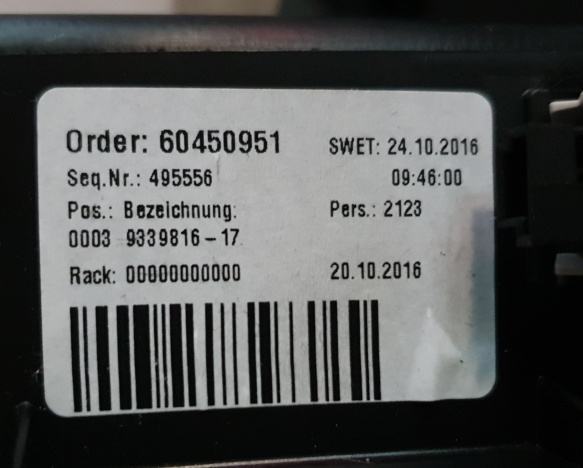 Order: 60450951 SWET: 24.10.2016
Seq.Nr.: 495556 09:46:00
Pos.: Bezeichnung: Pers.: 2123
0003 9339816-17
Rack: 00000000000 20.10.2016